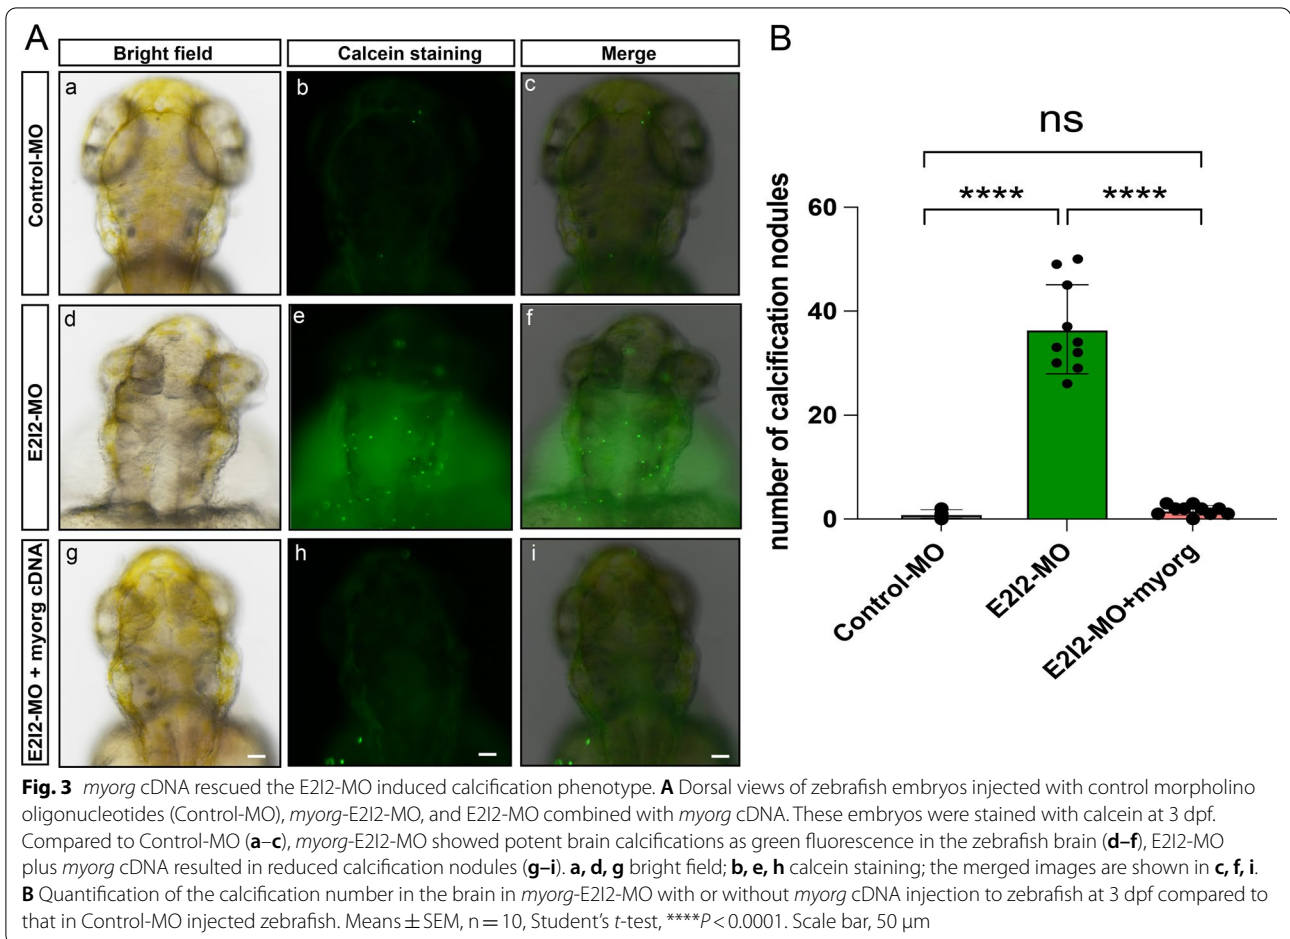 A
Bright field
Calcein staining
Merge
Control-MO
a
b
c
E2I2-MO
d
e
f
E2I2-MO + myorg cDNA
g
h
i
B
ns
**** ****
number of calcification nodules
60
40
20
0
Control-MO
E2I2-MO
E2I2-MO+myorg
Fig. 3 myorg cDNA rescued the E2I2-MO induced calcification phenotype. A Dorsal views of zebrafish embryos injected with control morpholino
oligonucleotides (Control-MO), myorg-E2I2-MO, and E2I2-MO combined with myorg cDNA. These embryos were stained with calcein at 3 dpf.
Compared to Control-MO (a–c), myorg-E2I2-MO showed potent brain calcifications as green fluorescence in the zebrafish brain (d–f), E2I2-MO
plus myorg cDNA resulted in reduced calcification nodules (g–i). a, d, g bright field; b, e, h calcein staining; the merged images are shown in c, f, i.
B Quantification of the calcification number in the brain in myorg-E2I2-MO with or without myorg cDNA injection to zebrafish at 3 dpf compared to
that in Control-MO injected zebrafish. Means ± SEM, n = 10, Student's t-test, ****P < 0.0001. Scale bar, 50 μm